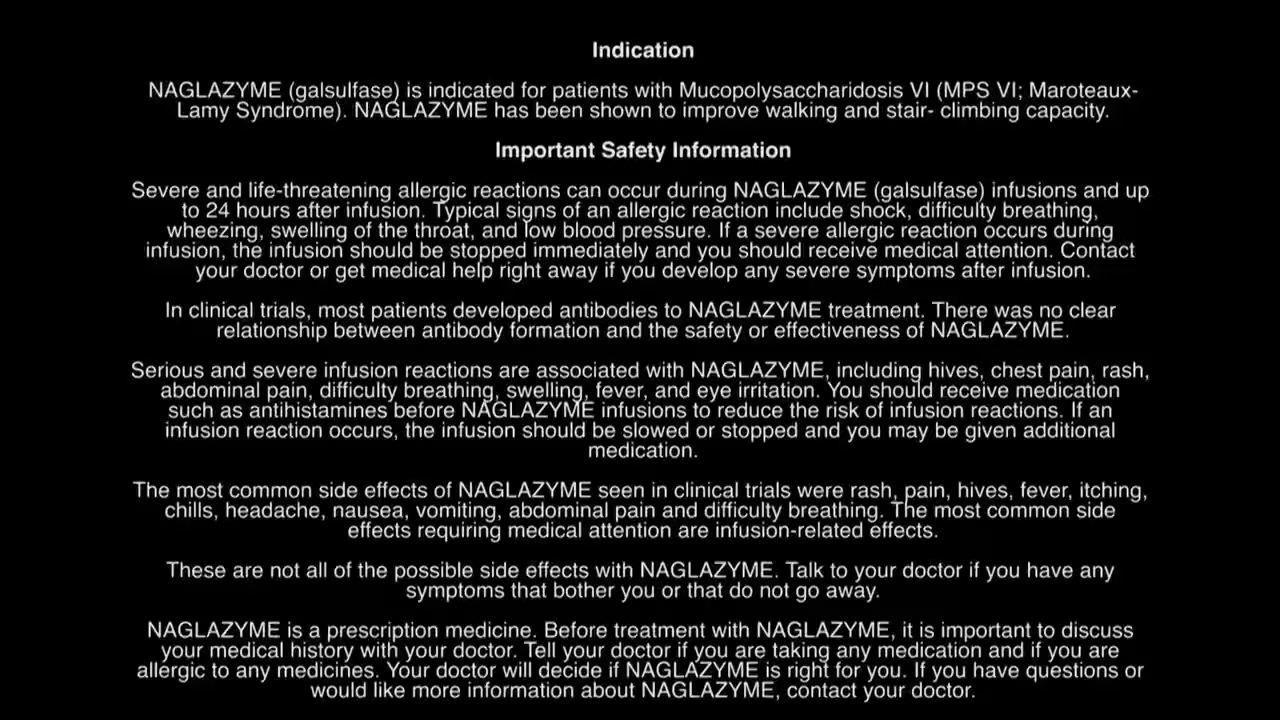 Indication
NAGLAZYME (galsulfase) is indicated for patients with Mucopolysaccharidosis VI (MPS VI; Maroteaux-
Lamy Syndrome). NAGLAZYME has been shown to improve walking and stair- climbing capacity.
Important Safety Information
Severe and life-threatening allergic reactions can occur during NAGLAZYME (galsulfase) infusions and up
to 24 hours after infusion. Typical signs of an allergic reaction include shock, difficulty breathing,
wheezing, swelling of the throat, and low blood pressure. If a severe allergic reaction occurs during
infusion, the infusion should be stopped immediately and you should receive medical attention. Contact
your doctor or get medical help right away if you develop any severe symptoms after infusion.
In clinical trials, most patients developed antibodies to NAGLAZYME treatment. There was no clear
relationship between antibody formation and the safety or effectiveness of NAGLAZYME.
Serious and severe infusion reactions are associated with NAGLAZYME, including hives, chest pain, rash,
abdominal pain, difficulty breathing, swelling, fever, and eye irritation. You should receive medication
such as antihistamines before NAGLAZYME infusions to reduce the risk of infusion reactions. If an
infusion reaction occurs, the infusion should be slowed or stopped and you may be given additional
medication.
The most common side effects of NAGLAZYME seen in clinical trials were rash, pain, hives, fever, itching,
chills, headache, nausea, vomiting, abdominal pain and difficulty breathing. The most common side
effects requiring medical attention are infusion-related effects.
These are not all of the possible side effects with NAGLAZYME. Talk to your doctor if you have any
symptoms that bother you or that do not go away.
NAGLAZYME is a prescription medicine. Before treatment with NAGLAZYME, it is important to discuss
your medical history with your doctor. Tell your doctor if you are taking any medication and if you are
allergic to any medicines. Your doctor will decide if NAGLAZYME is right for you. If you have questions or
would like more information about NAGLAZYME, contact your doctor.